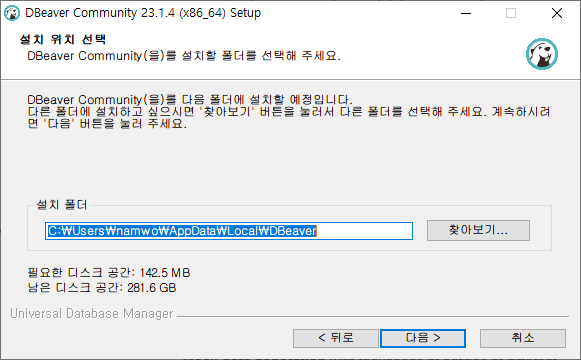 DBeaver Community 23.1.4 (x86_64) Setup
설치 위치 선택
DBeaver Community(을)를 설치할 폴더를 선택해 주세요.
DBeaver Community(을)를 다음 폴더에 설치할 예정입니다.
다른 폴더에 설치하고 싶으시면 '찾아보기' 버튼을 눌러서 다른 폴더를 선택해 주세요. 계속하시려
면 '다음' 버튼을 눌러 주세요.
설치 폴더
C:₩Users₩namwo₩AppData₩Local₩DBeaver
찾아보기...
필요한 디스크 공간: 142.5 MB
남은 디스크 공간: 281.6 GB
Universal Database Manager
< 뒤로
다음 >
취소